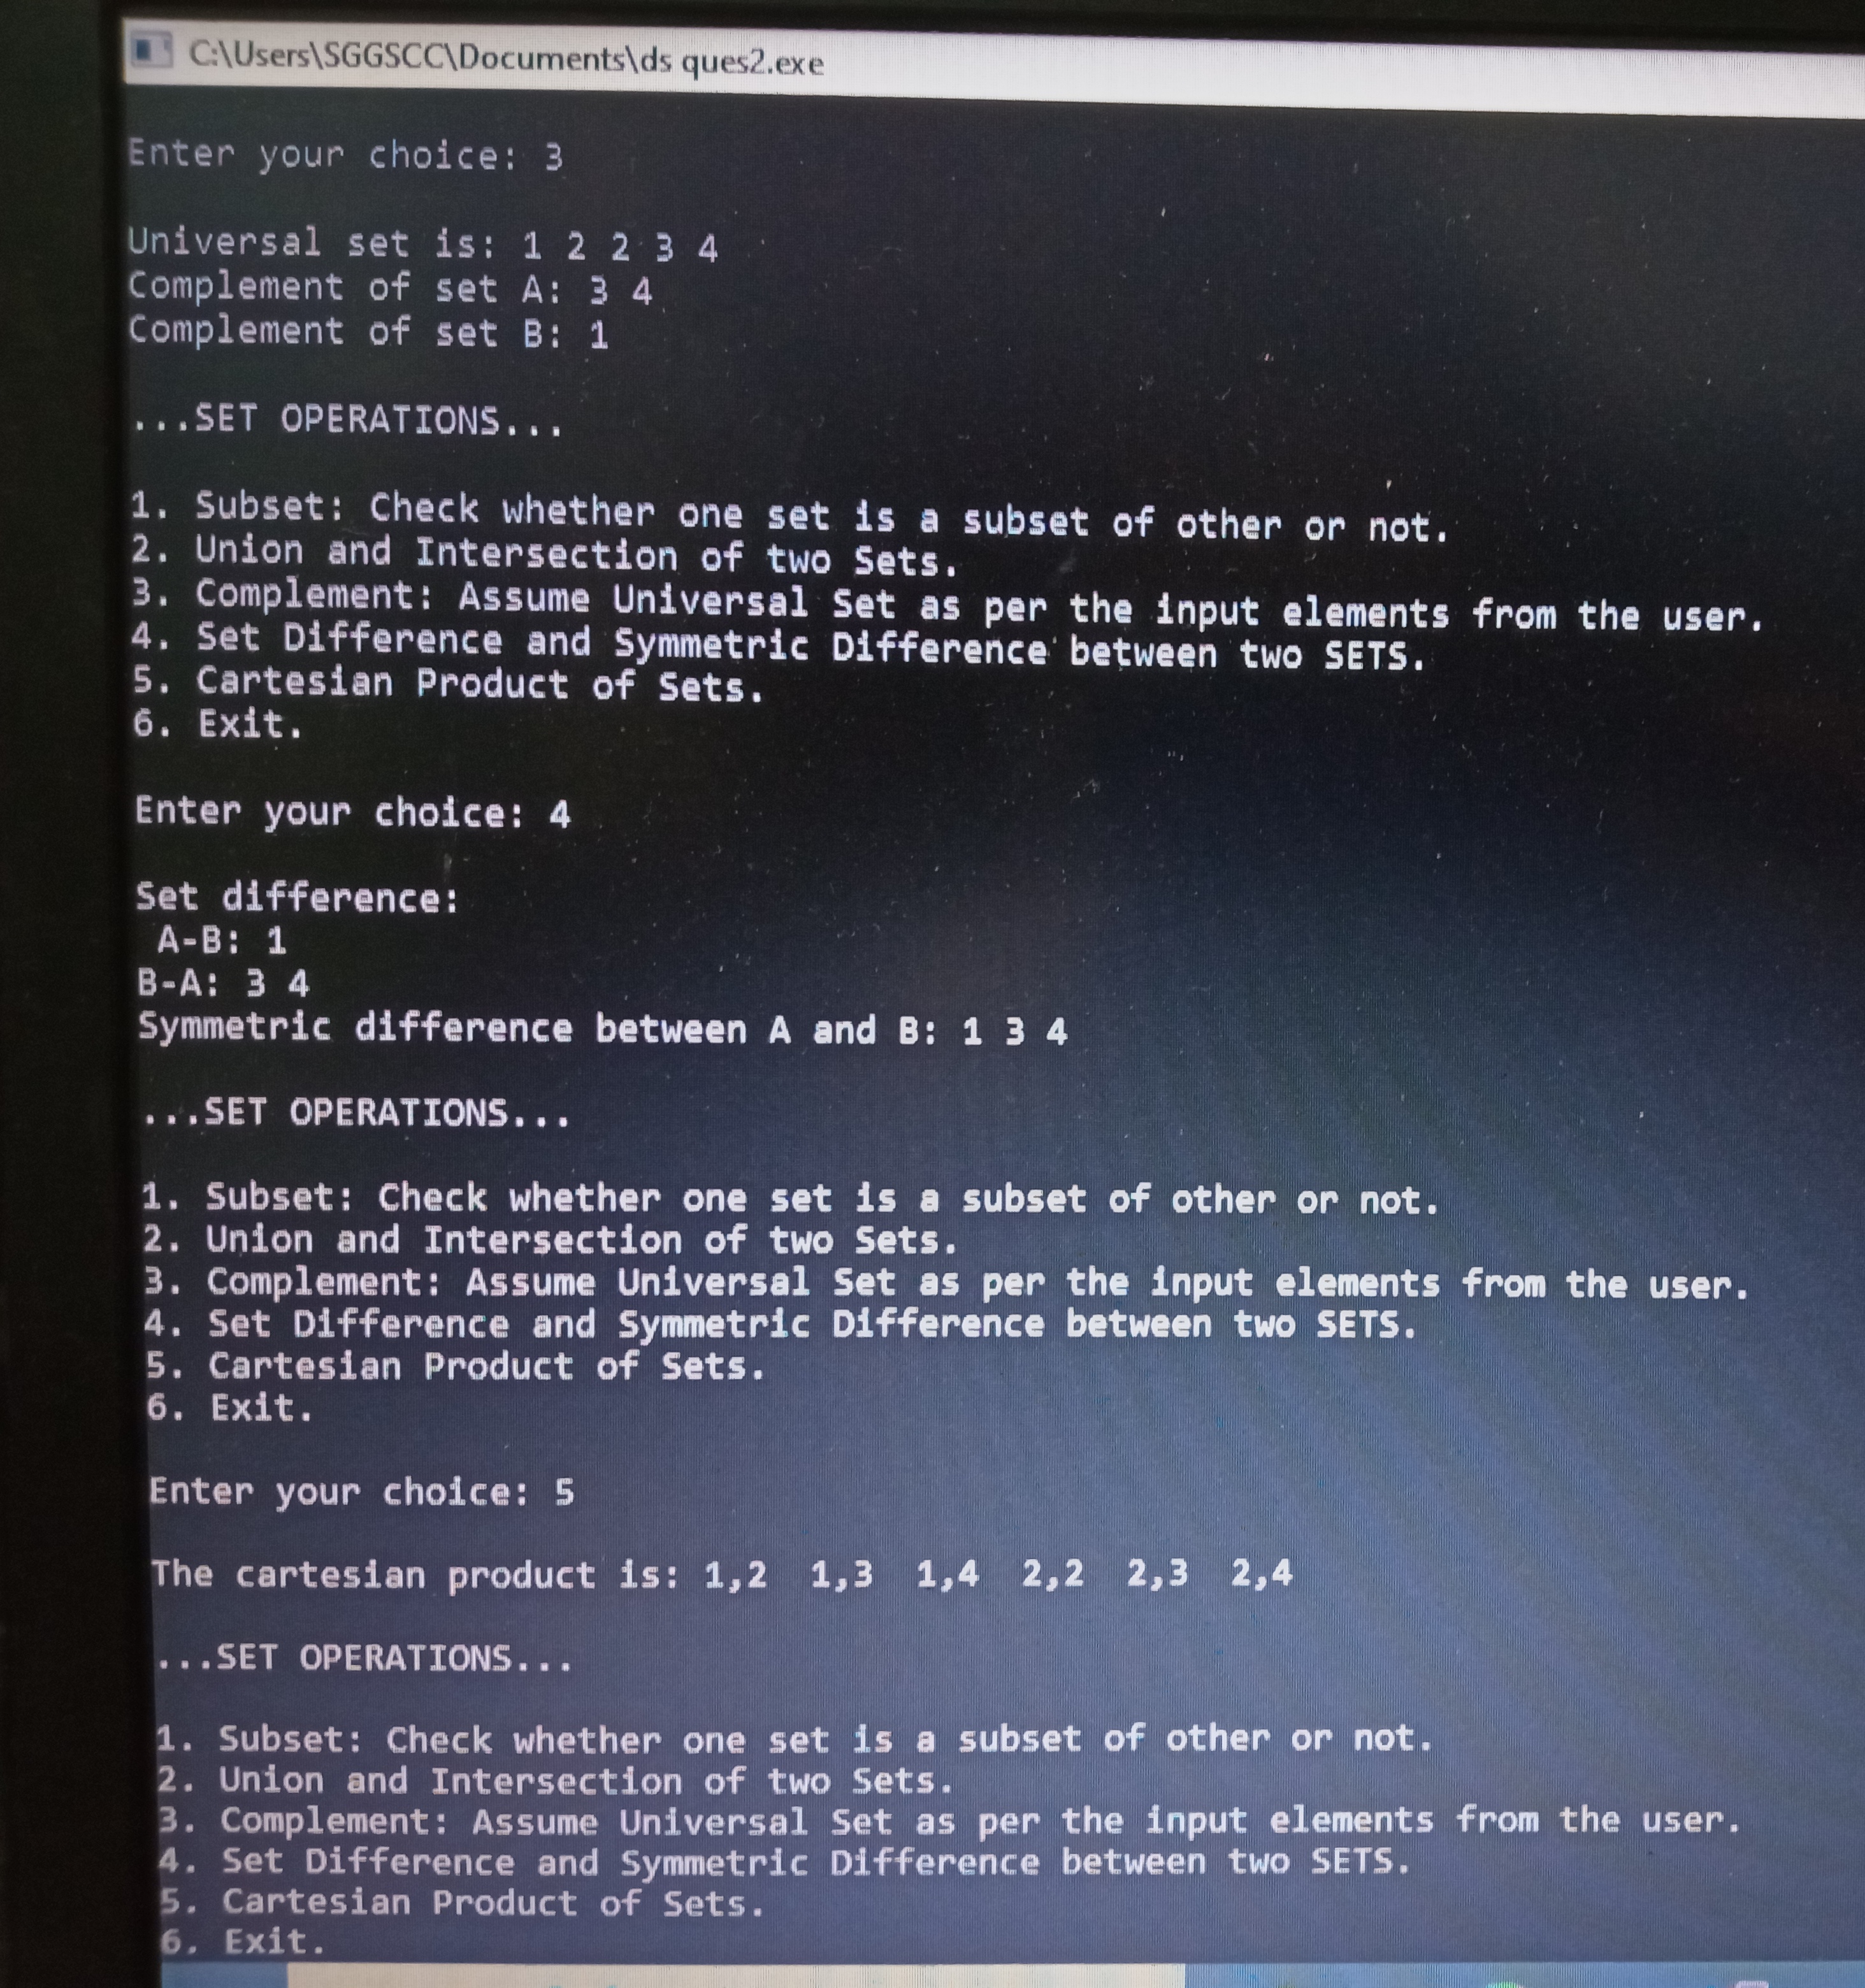 C:\Users\SGGSCC\Documents\ds ques2.exe
Enter your choice: 3
Universal set is: 1 2 2 3 4
Complement of set A: 3 4
Complement of set B: 1
...SET OPERATIONS...
1. Subset: Check whether one set is a subset of other or not.
2. Union and Intersection of two Sets.
3. Complement: Assume Universal Set as per the input elements from the user.
4. Set Difference and Symmetric Difference between two SETS.
5. Cartesian Product of Sets.
6. Exit.
Enter your choice: 4
Set difference:
A-B: 1
B-A: 3 4
Symmetric difference between A and B: 1 3 4
...SET OPERATIONS...
1. Subset: Check whether one set is a subset of other or not.
2. Union and Intersection of two Sets.
3. Complement: Assume Universal Set as per the input elements from the user.
4. Set Difference and Symmetric Difference between two SETS.
5. Cartesian Product of Sets.
6. Exit.
Enter your choice: 5
The cartesian product is: 1,2  1,3  1,4  2,2  2,3  2,4
...SET OPERATIONS...
1. Subset: Check whether one set is a subset of other or not.
2. Union and Intersection of two Sets.
3. Complement: Assume Universal Set as per the input elements from the user.
4. Set Difference and Symmetric Difference between two SETS.
5. Cartesian Product of Sets.
6. Exit.